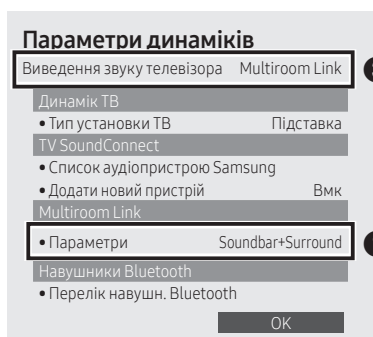 Параметри динаміків
Виведення звуку телевізора Multiroom Link
Динамік ТВ
• Тип установки ТВ Підставка
TV SoundConnect
• Список аудіопристрою Samsung
• Додати новий пристрій Вмк
Multiroom Link
• Параметри Soundbar+Surround
Навушники Bluetooth
• Перелік навушн. Bluetooth
OK